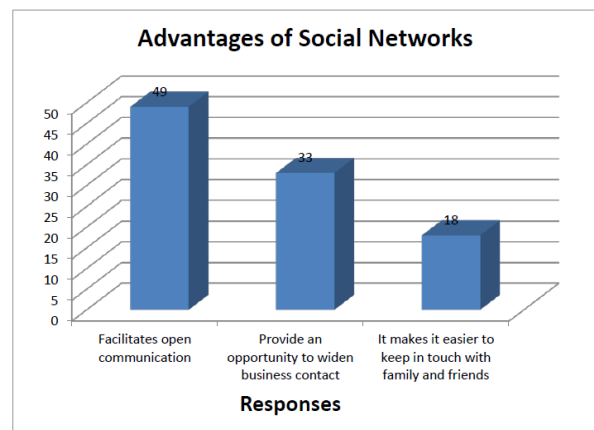 Advantages of Social Networks
49
33
18
50
45
40
35
30
25
20
15
10
5
0
Facilitates open
communication
Provide an
opportunity to widen
business contact
It makes it easier to
keep in touch with
family and friends
Responses